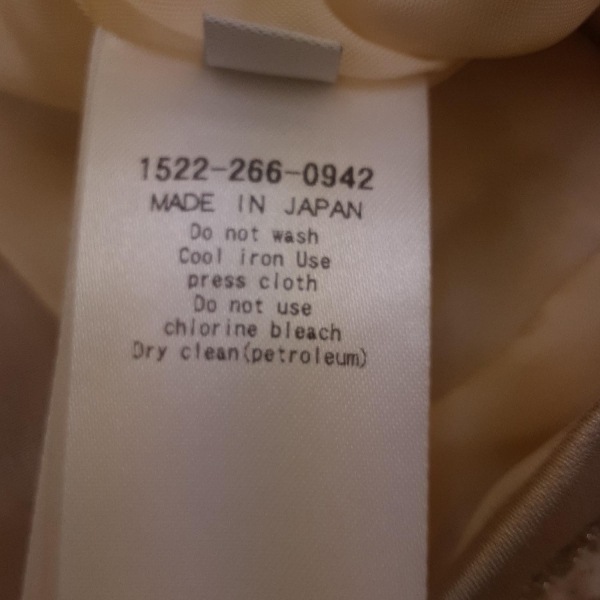 1522-266-0942
MADE IN JAPAN
Do not wash
Cool iron Use
press cloth
Do not use
chlorine bleach
Dry clean(petroleum)